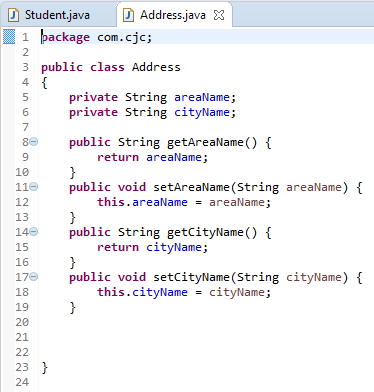 Student.java Address.java
1 package com.cjc;
2
3 public class Address
4 {
5     private String areaName;
6     private String cityName;
7
8     public String getAreaName() {
9         return areaName;
10     }
11     public void setAreaName(String areaName) {
12         this.areaName = areaName;
13     }
14     public String getCityName() {
15         return cityName;
16     }
17     public void setCityName(String cityName) {
18         this.cityName = cityName;
19     }
20
21
22
23 }
24